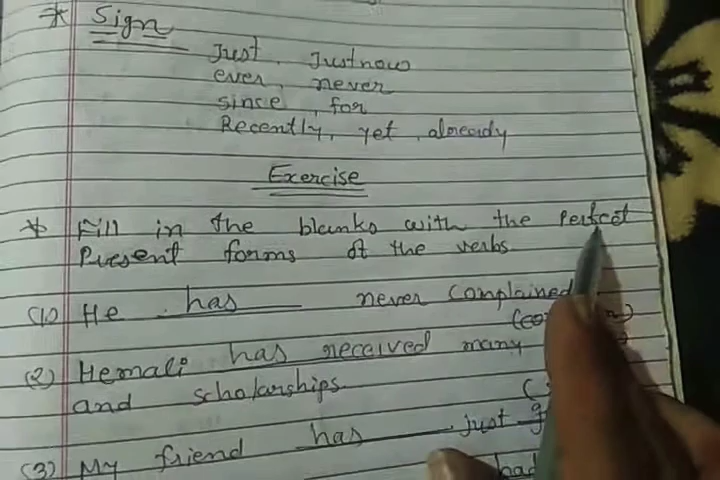 * Sign
Just, Justnow
ever, never
since, for
Recently, yet, already
Exercise
* Fill in the blanks with the Perfect
Present forms of the verbs
(1) He has never complained
(2) Hemali has received many
and scholarships.
(3) My friend has just
had